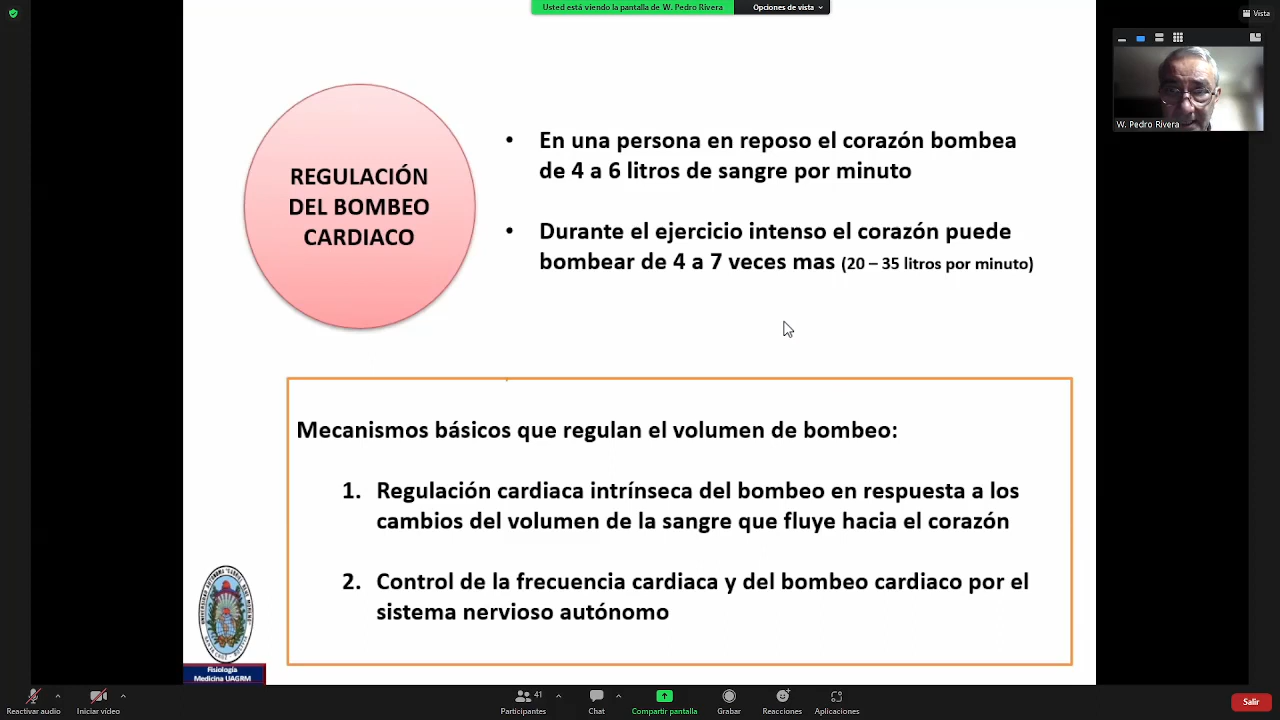 Usted está viendo la pantalla de W. Pedro Rivera
Opciones de vista
Vista
W. Pedro Rivera
REGULACIÓN
DEL BOMBEO
CARDIACO
• En una persona en reposo el corazón bombea
de 4 a 6 litros de sangre por minuto
• Durante el ejercicio intenso el corazón puede
bombear de 4 a 7 veces mas (20 – 35 litros por minuto)
Mecanismos básicos que regulan el volumen de bombeo:
1. Regulación cardiaca intrínseca del bombeo en respuesta a los
cambios del volumen de la sangre que fluye hacia el corazón
2. Control de la frecuencia cardiaca y del bombeo cardiaco por el
sistema nervioso autónomo
Fisiología
Medicina UAGRM
Reactivar audio
Iniciar vídeo
41
Participantes
Chat
Compartir pantalla
Grabar
Reacciones
Aplicaciones
Salir